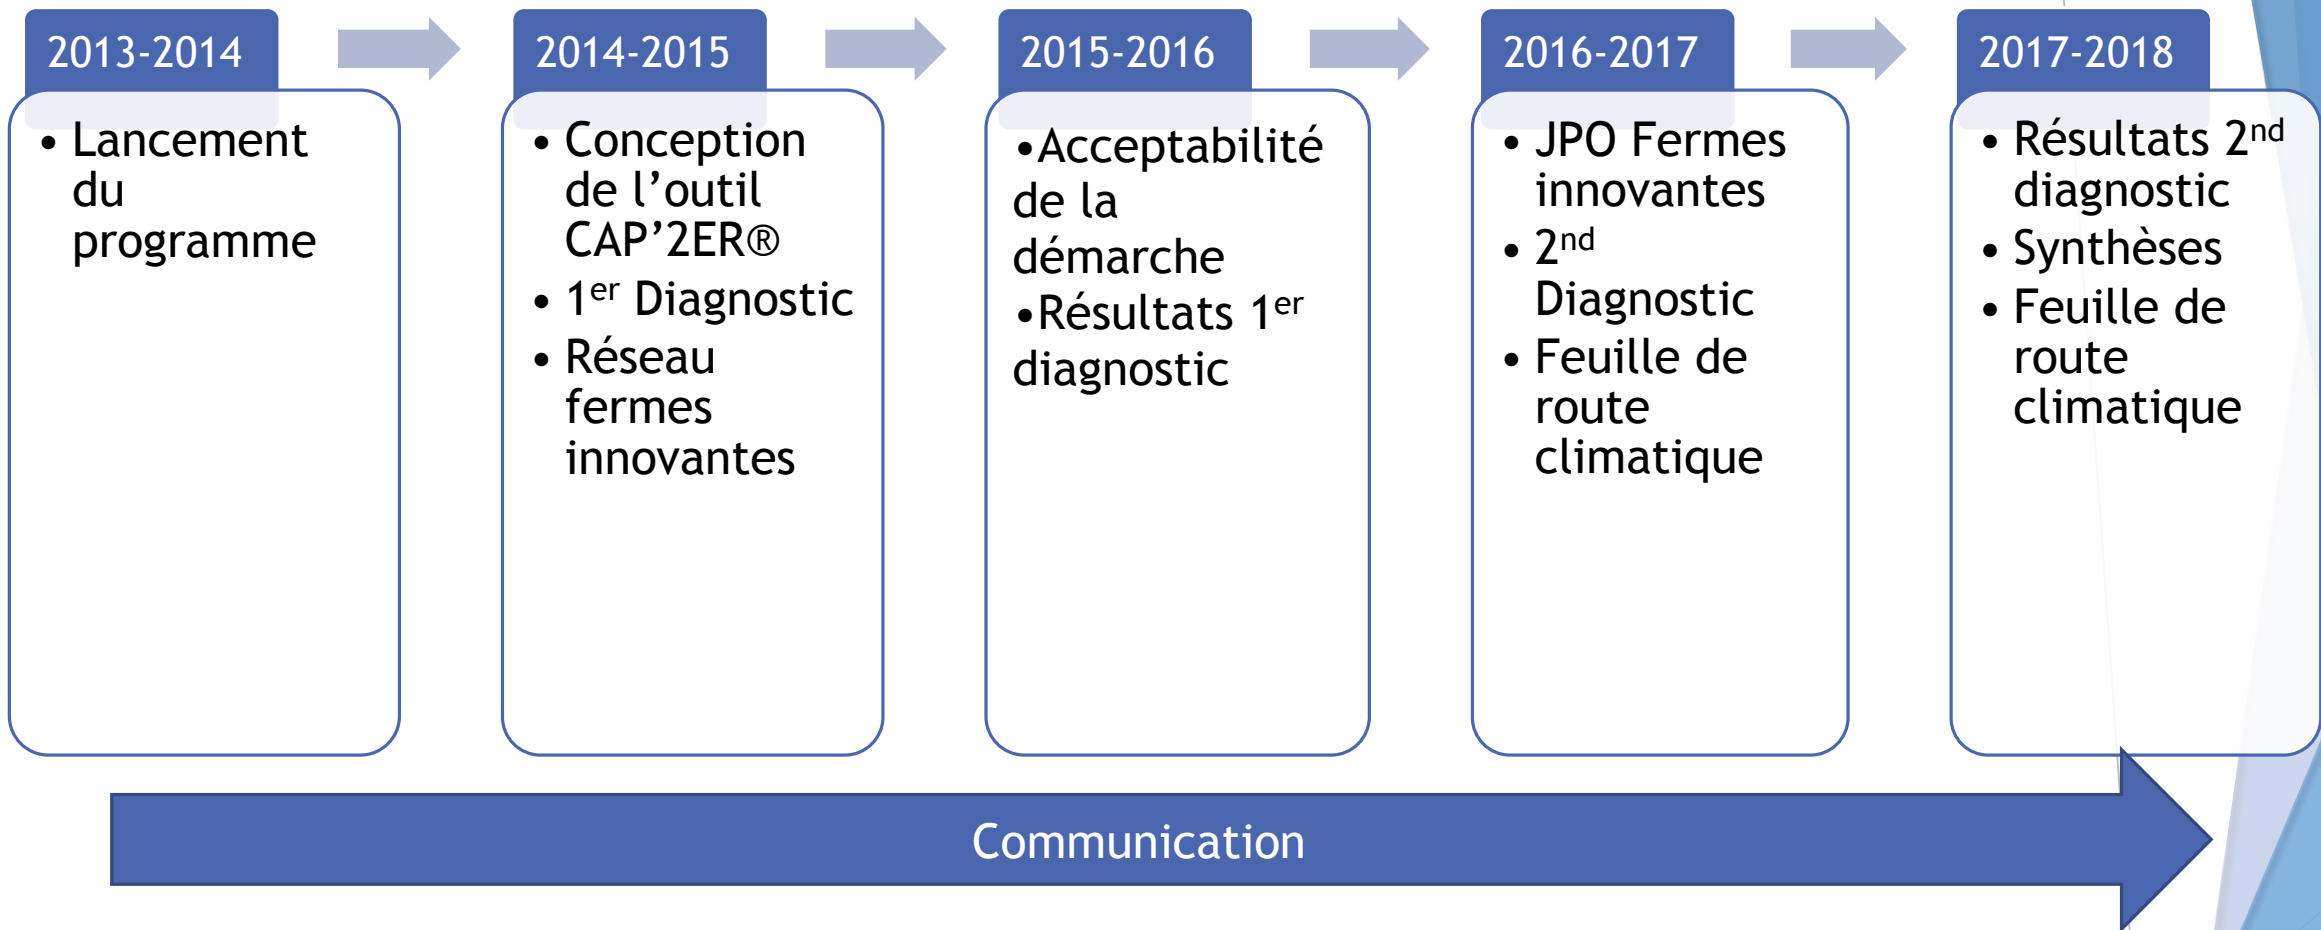 2013-2014
• Lancement
du
programme
2014-2015
• Conception
de l’outil
CAP’2ER®
• 1er Diagnostic
• Réseau
fermes
innovantes
2015-2016
•Acceptabilité
de la
démarche
•Résultats 1er
diagnostic
2016-2017
• JPO Fermes
innovantes
• 2nd
Diagnostic
• Feuille de
route
climatique
2017-2018
• Résultats 2nd
diagnostic
• Synthèses
• Feuille de
route
climatique
Communication